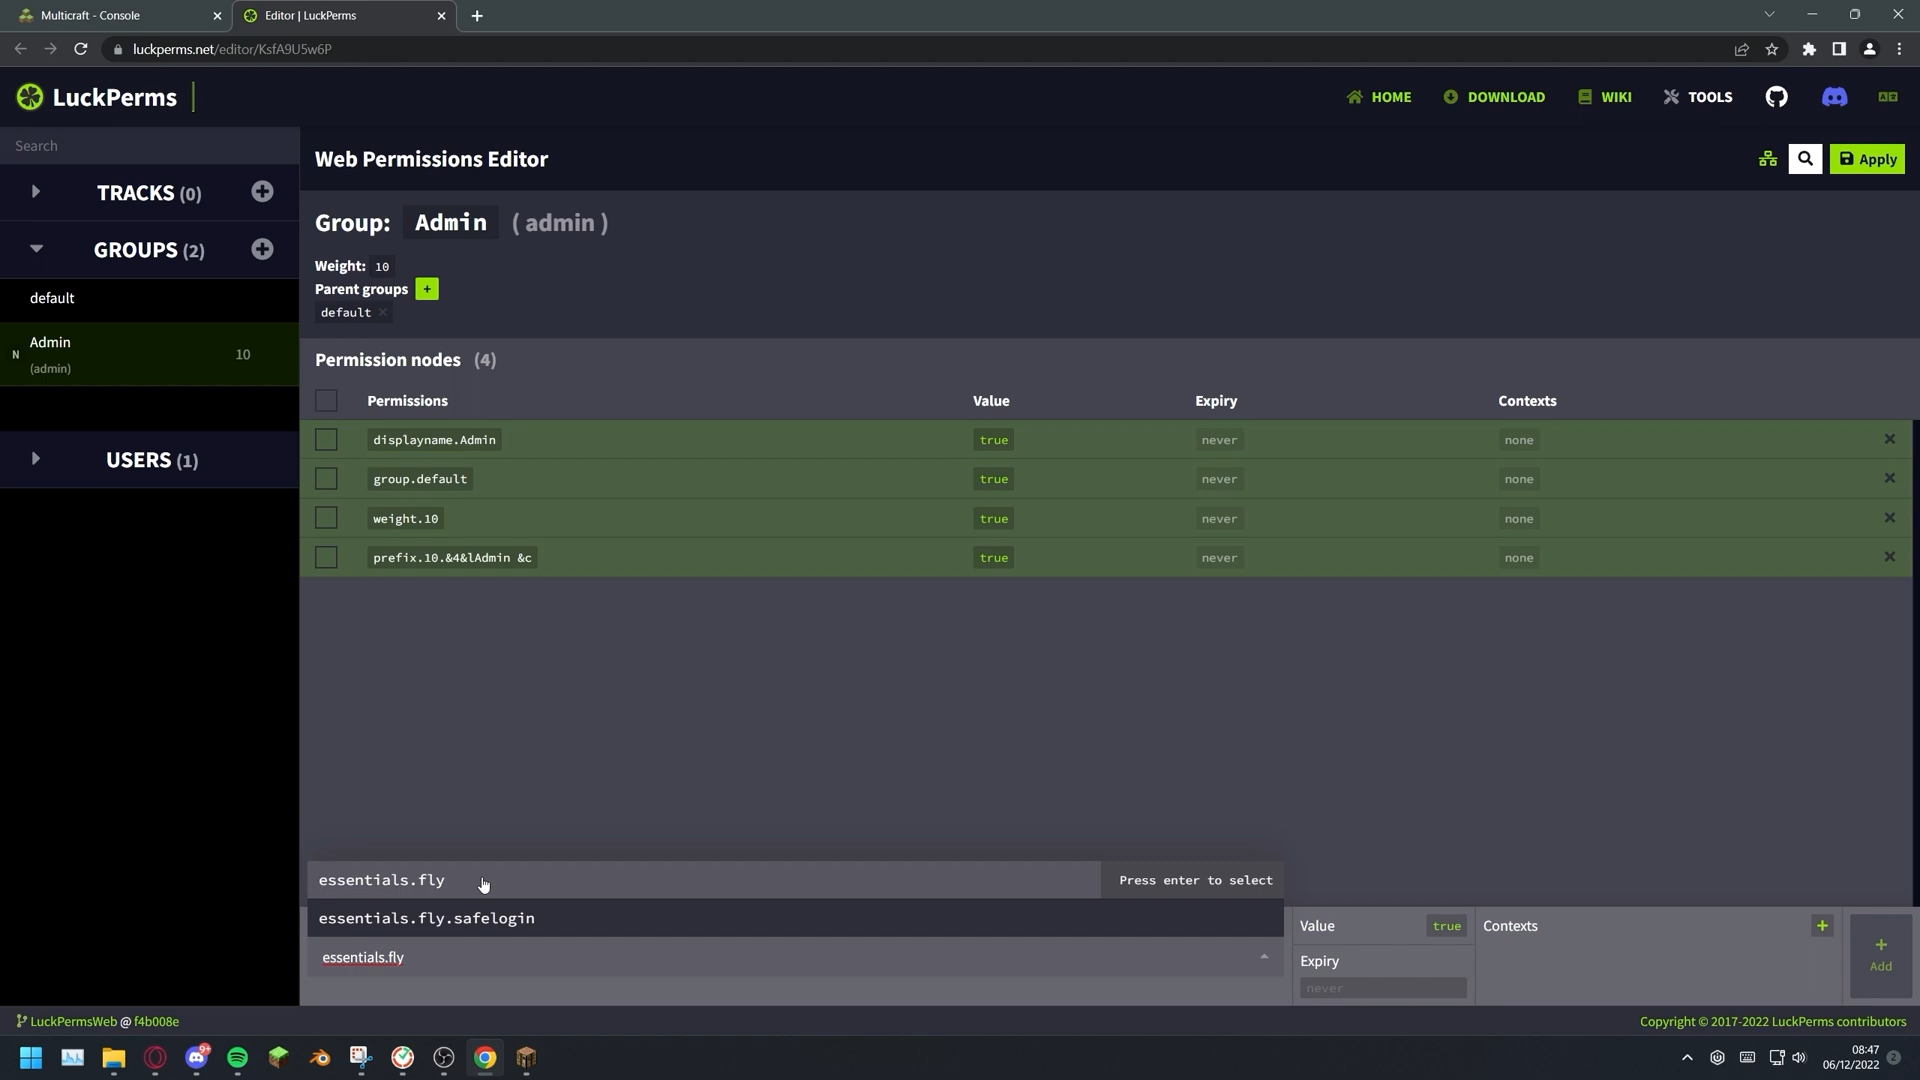 Multicraft - Console
Editor | LuckPerms
luckperms.net/editor/KsfA9U5w6P
LuckPerms
HOME
DOWNLOAD
WIKI
TOOLS
Search
TRACKS (0)
GROUPS (2)
default
Admin
N
10
(admin)
USERS (1)
Web Permissions Editor
Apply
Group: Admin ( admin )
Weight: 10
Parent groups +
default
Permission nodes (4)
Permissions Value Expiry Contexts
displayname.Admin true never none
group.default true never none
weight.10 true never none
prefix.10.&4&lAdmin &c true never none
essentials.fly Press enter to select
essentials.fly.safelogin
essentials.fly
Value true
Expiry
never
Contexts +
+
Add
LuckPermsWeb @ f4b008e
Copyright © 2017-2022 LuckPerms contributors
9+
08:47
06/12/2022
2